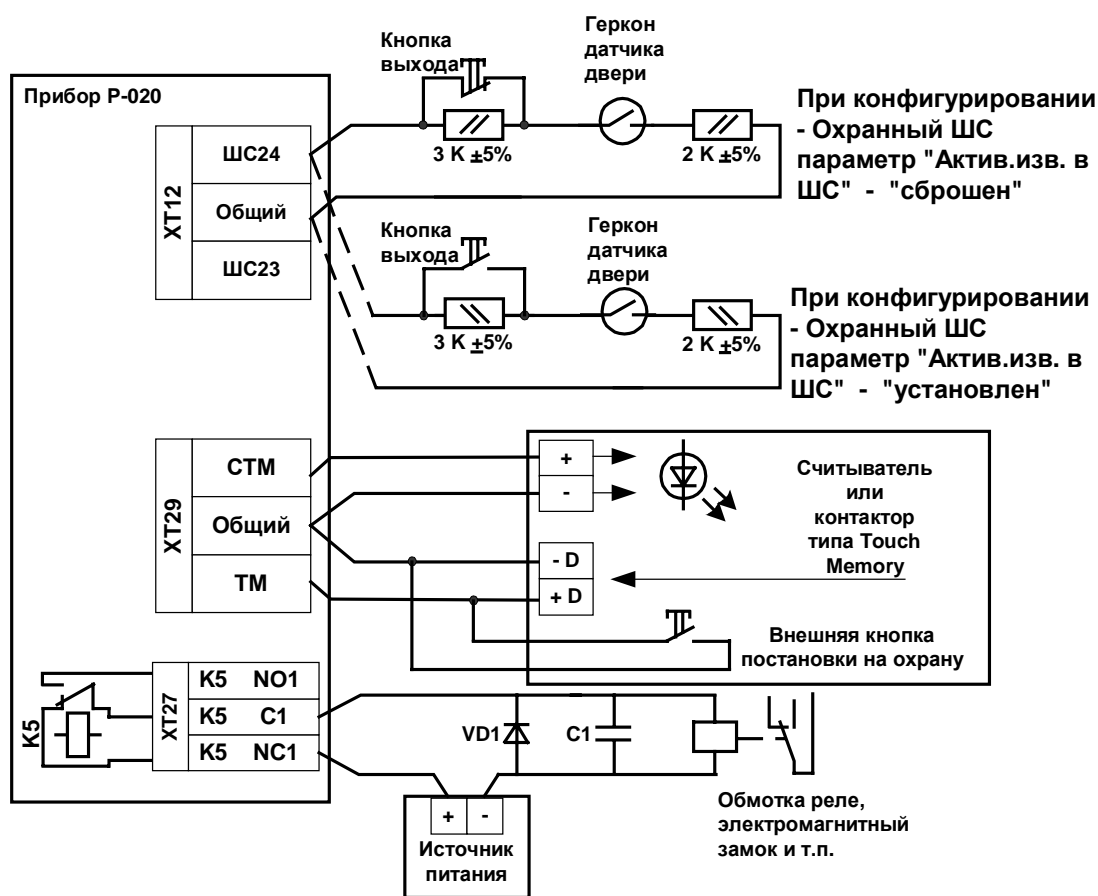 Прибор Р-020
Кнопка
выхода
Геркон
датчика
двери
3 К ±5%
2 К ±5%
При конфигурировании
- Охранный ШС
параметр "Актив.изв. в
ШС" - "сброшен"
XT12
ШС24
Общий
ШС23
Кнопка
выхода
Геркон
датчика
двери
3 К ±5%
2 К ±5%
При конфигурировании
- Охранный ШС
параметр "Актив.изв. в
ШС" - "установлен"
XT29
СТМ
Общий
ТМ
+
-
- D
+ D
Считыватель
или
контактор
типа Touch
Memory
Внешняя кнопка
постановки на охрану
K5
XT27
K5 NO1
K5 C1
K5 NC1
VD1
C1
+ -
Источник
питания
Обмотка реле,
электромагнитный
замок и т.п.